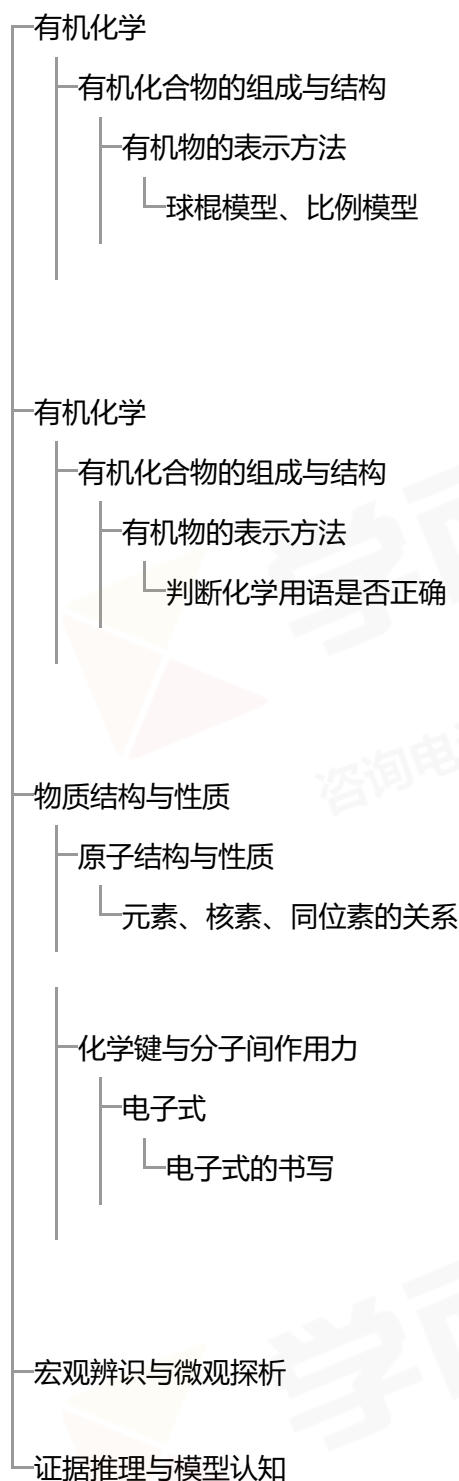 有机化学
有机化合物的组成与结构
有机物的表示方法
球棍模型、比例模型
有机化学
有机化合物的组成与结构
有机物的表示方法
判断化学用语是否正确
物质结构与性质
原子结构与性质
元素、核素、同位素的关系
化学键与分子间作用力
电子式
电子式的书写
宏观辨识与微观探析
证据推理与模型认知
咨询电